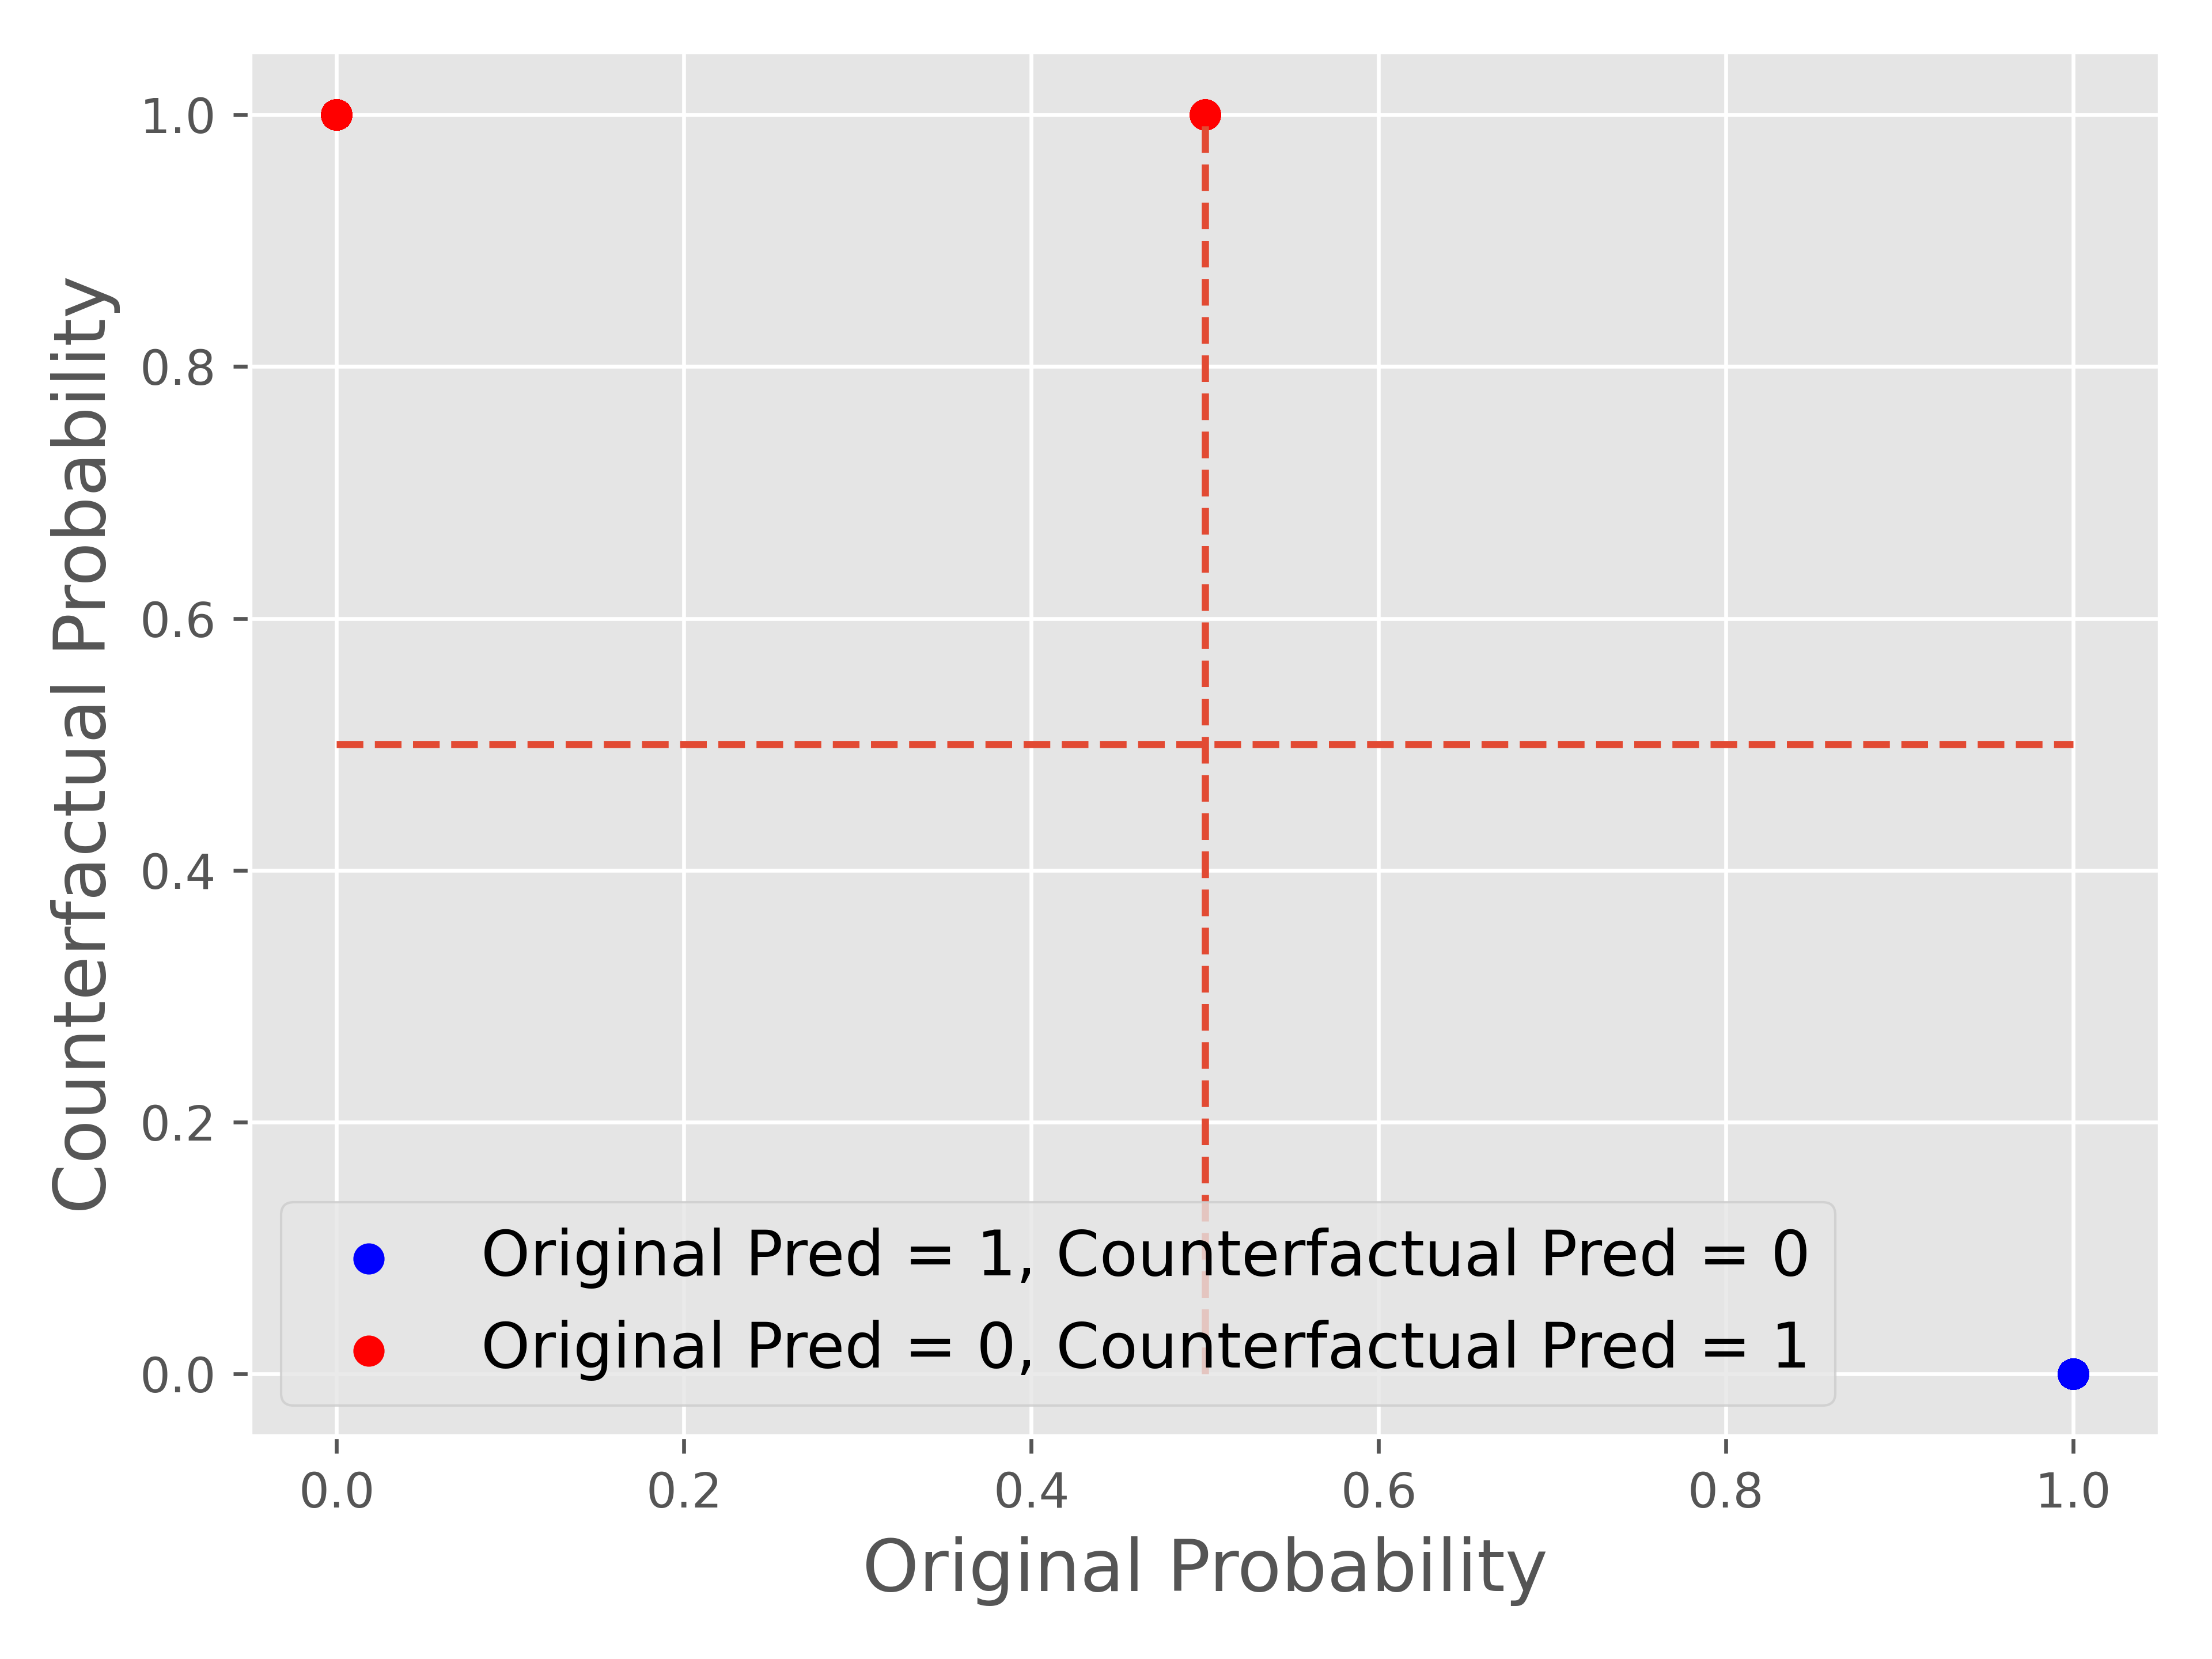 1.0
0.8
0.6
0.4
0.2
0.0
Counterfactual Probability
Original Pred = 1, Counterfactual Pred = 0
Original Pred = 0, Counterfactual Pred = 1
0.0 0.2 0.4 0.6 0.8 1.0
Original Probability